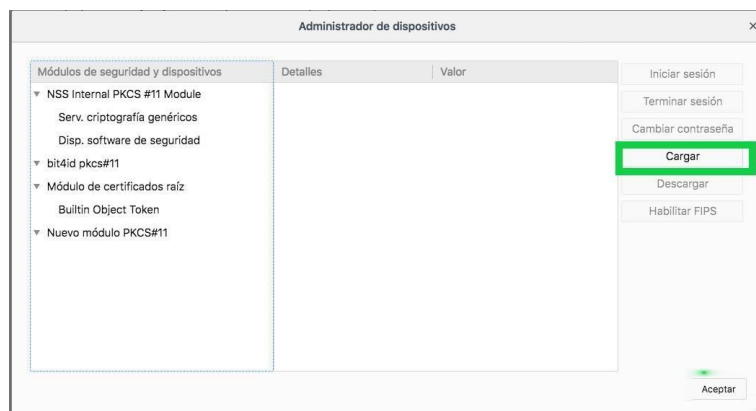 Administrador de dispositivos
Módulos de seguridad y dispositivos
Detalles
Valor
NSS Internal PKCS #11 Module
Serv. criptografía genéricos
Disp. software de seguridad
bit4id pkcs#11
Módulo de certificados raíz
Builtin Object Token
Nuevo módulo PKCS#11
Iniciar sesión
Terminar sesión
Cambiar contraseña
Cargar
Descargar
Habilitar FIPS
Aceptar